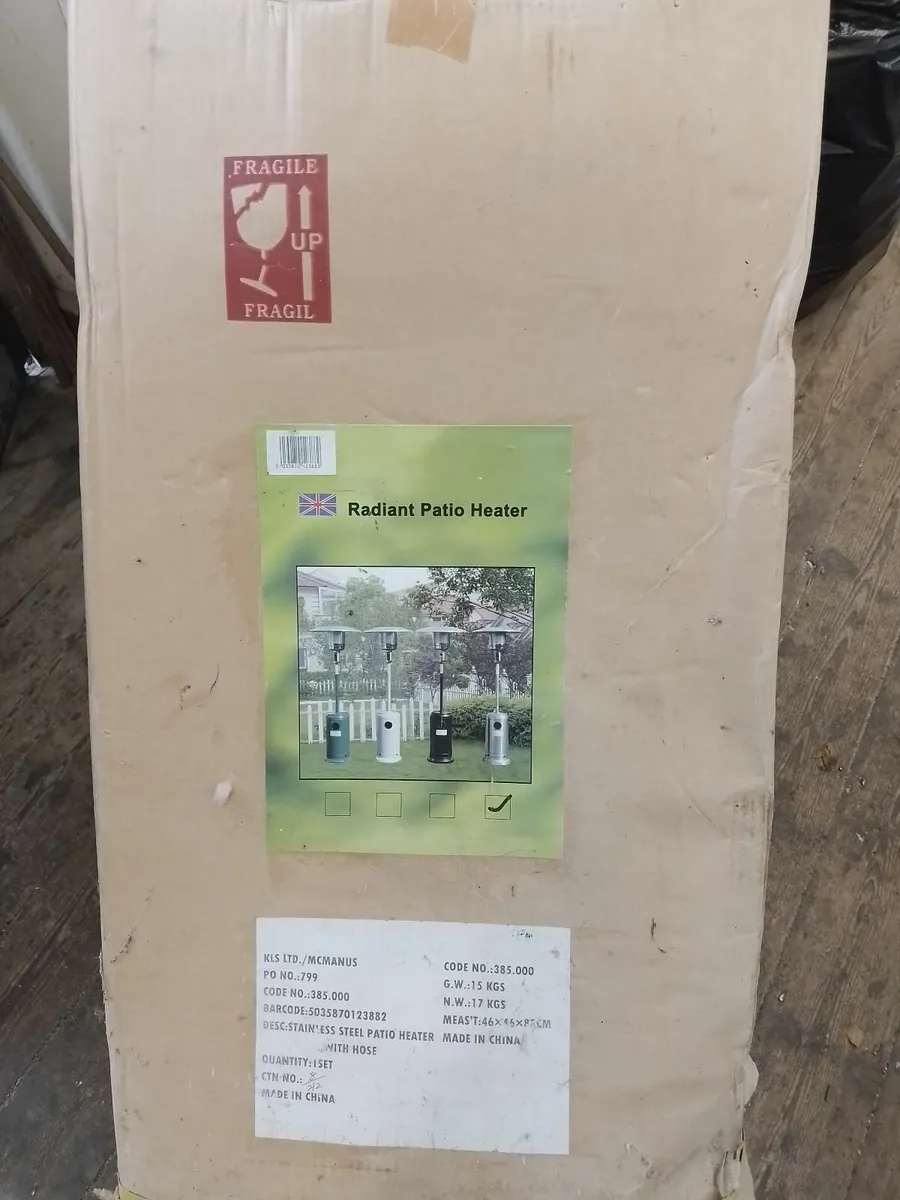 FRAGILE
UP
FRAGIL
Radiant Patio Heater
KLS LTD./MCMANUS
PO NO.:799
CODE NO.:385.000
BARCODE:5035870123882
DESC:STAINLESS STEEL PATIO HEATER
WITH HOSE
QUANTITY:1SET
CTN NO.: 8/212
MADE IN CHINA
CODE NO.:385.000
G.W.:15 KGS
N.W.:17 KGS
MEAS'T:46×46×
MADE IN CHINA